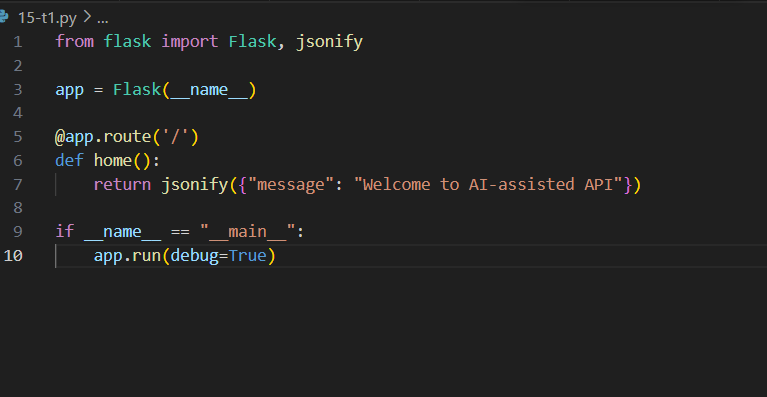 15-t1.py > ...
1 from flask import Flask, jsonify
2
3 app = Flask(__name__)
4
5 @app.route('/')
6 def home():
7     return jsonify({"message": "Welcome to AI-assisted API"})
8
9 if __name__ == "__main__":
10     app.run(debug=True)